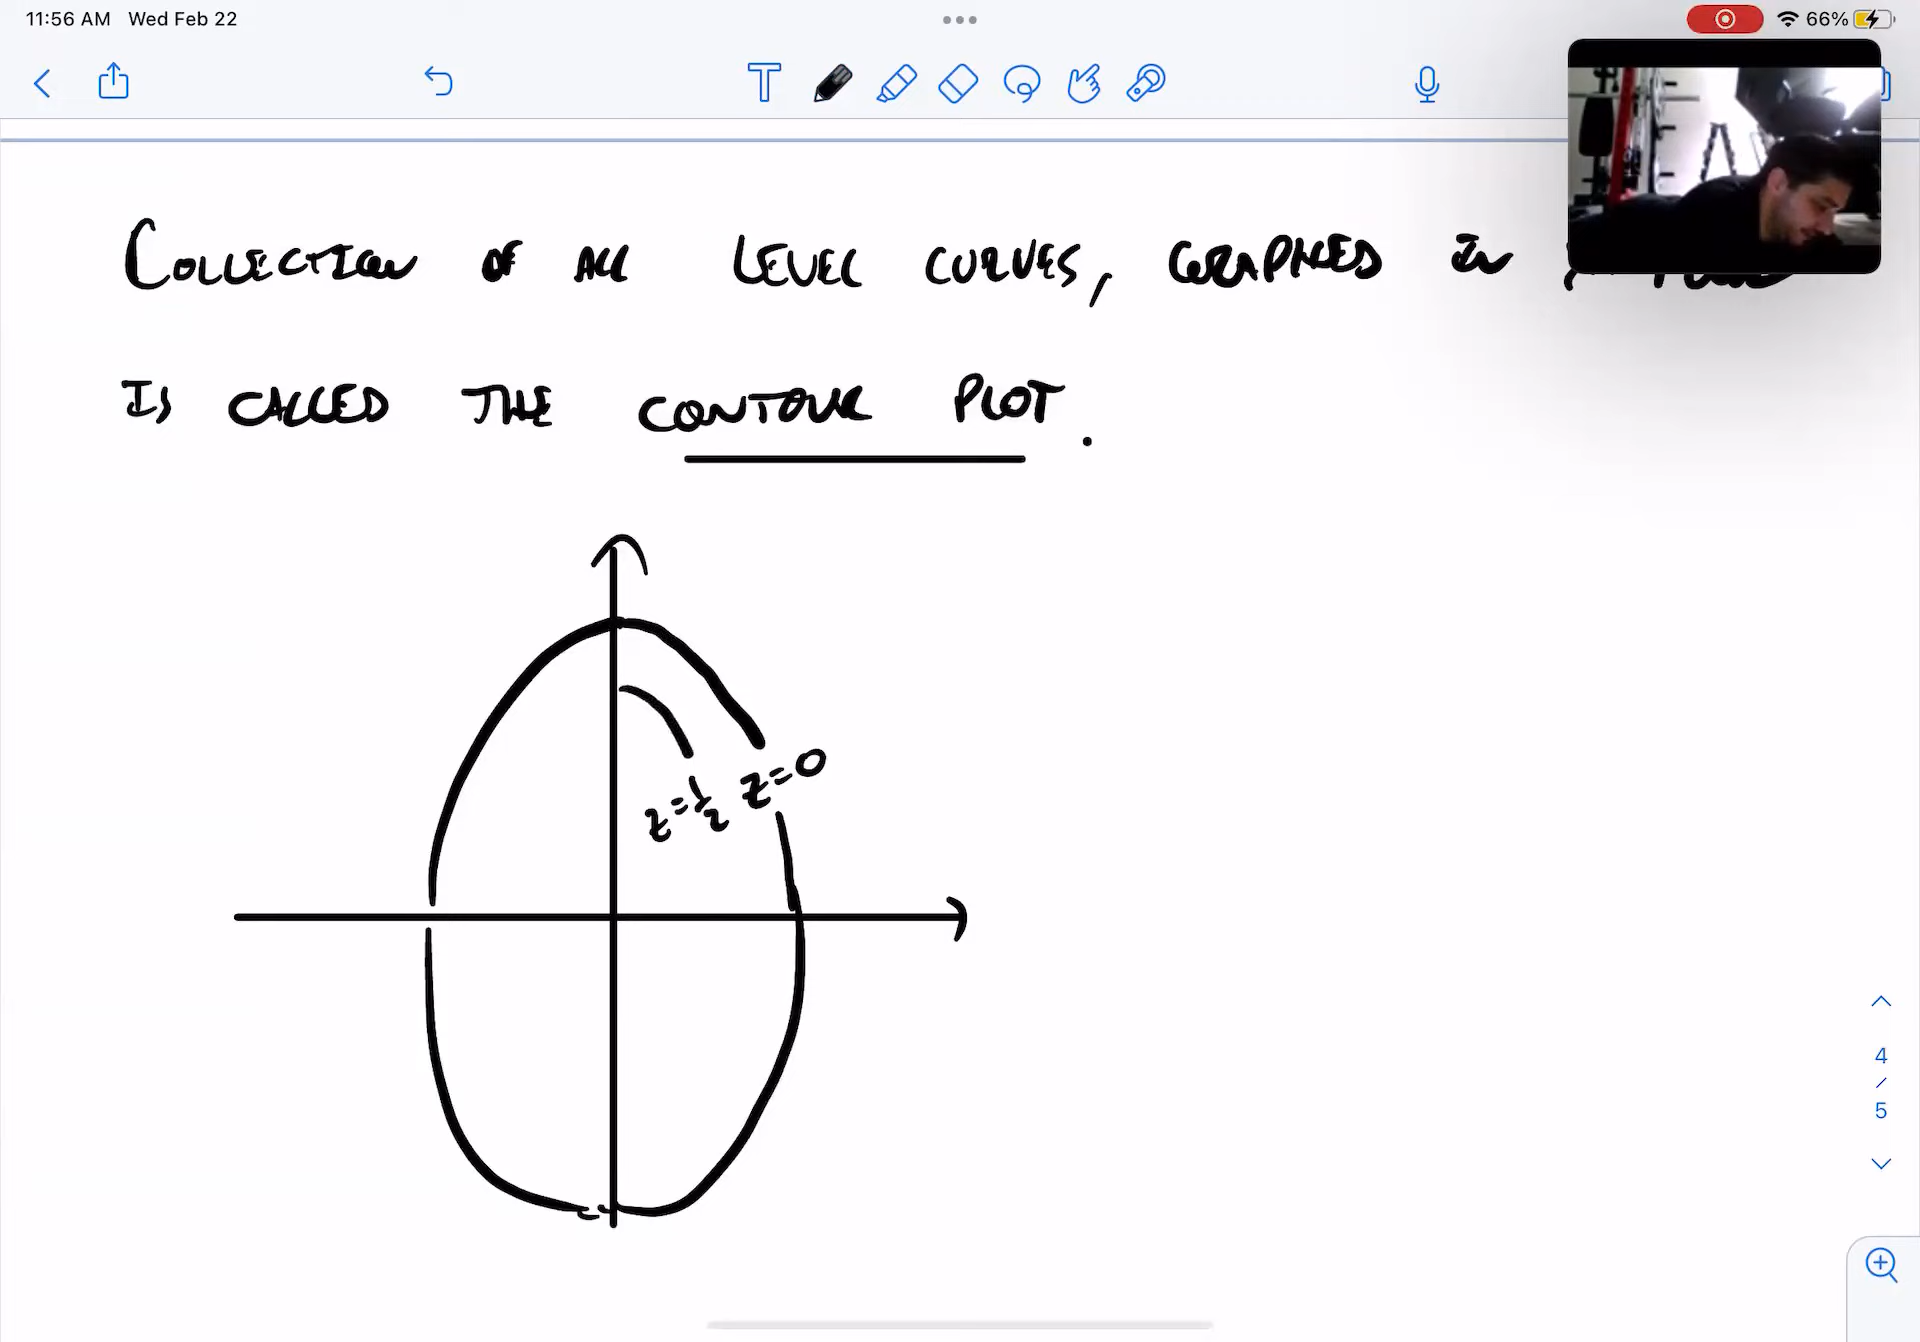 11:56 AM Wed Feb 22
66%
T
COLLECTION OF ALL LEVEL CURVES, GRAPHED IN
IS CALLED THE CONTOUR PLOT.
z=0
z=1/2
4
/
5